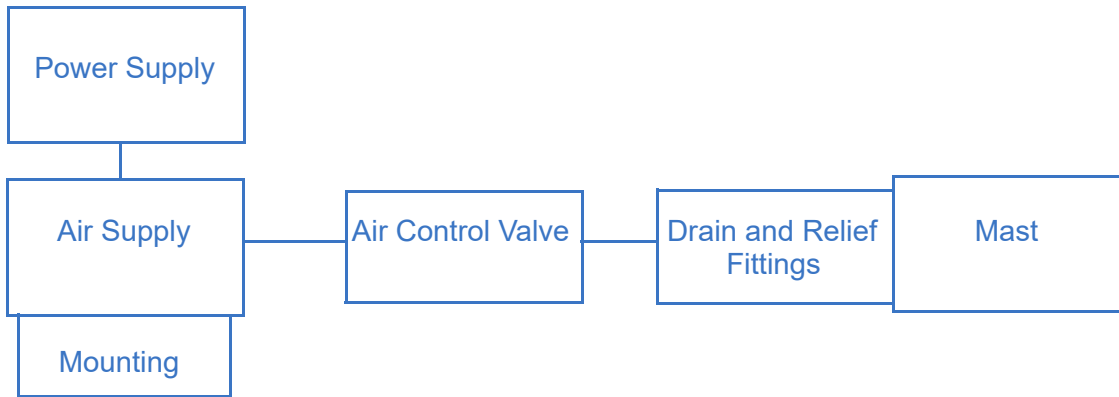 Power Supply
Air Supply
Air Control Valve
Drain and Relief
Fittings
Mast
Mounting